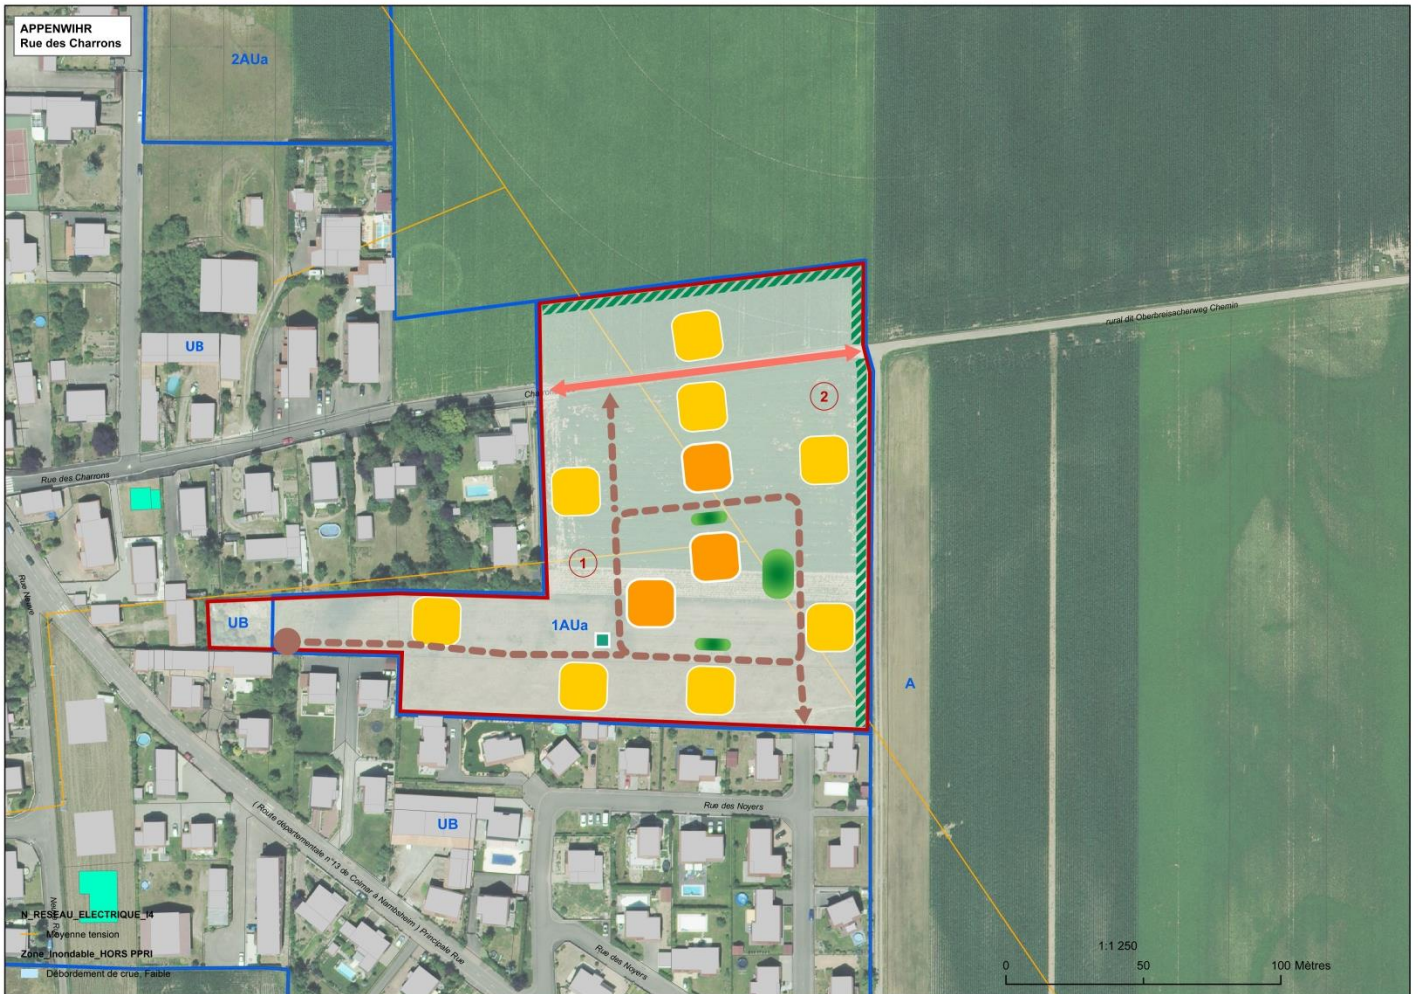 APPENWIHR
Rue des Charrons
2AUa
rural dit Oberbreisacherweg Chemin
UB
2
Rue des Charrons
1
UB
1AUa
A
Rue des Noyers
UB
( Route départementale n°13 de Colmar à Nambsheim ) Principale Rue
N_RESEAU_ELECTRIQUE_I4
Moyenne tension
Zone_Inondable_HORS PPRI
Débordement de crue, Faible
Rue des Noyers
1:1 250
0 50 100 Mètres